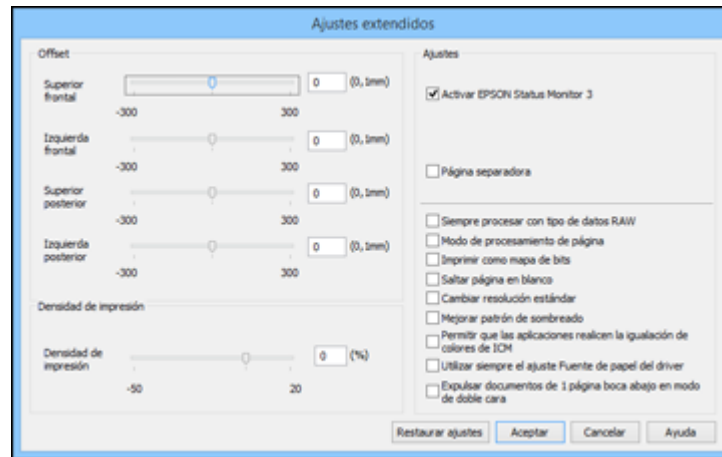 Ajustes extendidos
Offset
Superior
frontal
0 (0,1mm)
-300 300
Izquierda
frontal
0 (0,1mm)
-300 300
Superior
posterior
0 (0,1mm)
-300 300
Izquierda
posterior
0 (0,1mm)
-300 300
Densidad de impresión
Densidad de
impresión
0 (%)
-50 20
Ajustes
Activar EPSON Status Monitor 3
Página separadora
Siempre procesar con tipo de datos RAW
Modo de procesamiento de página
Imprimir como mapa de bits
Saltar página en blanco
Cambiar resolución estándar
Mejorar patrón de sombreado
Permitir que las aplicaciones realicen la igualación de
colores de ICM
Utilizar siempre el ajuste Fuente de papel del driver
Expulsar documentos de 1 página boca abajo en modo
de doble cara
Restaurar ajustes Aceptar Cancelar Ayuda